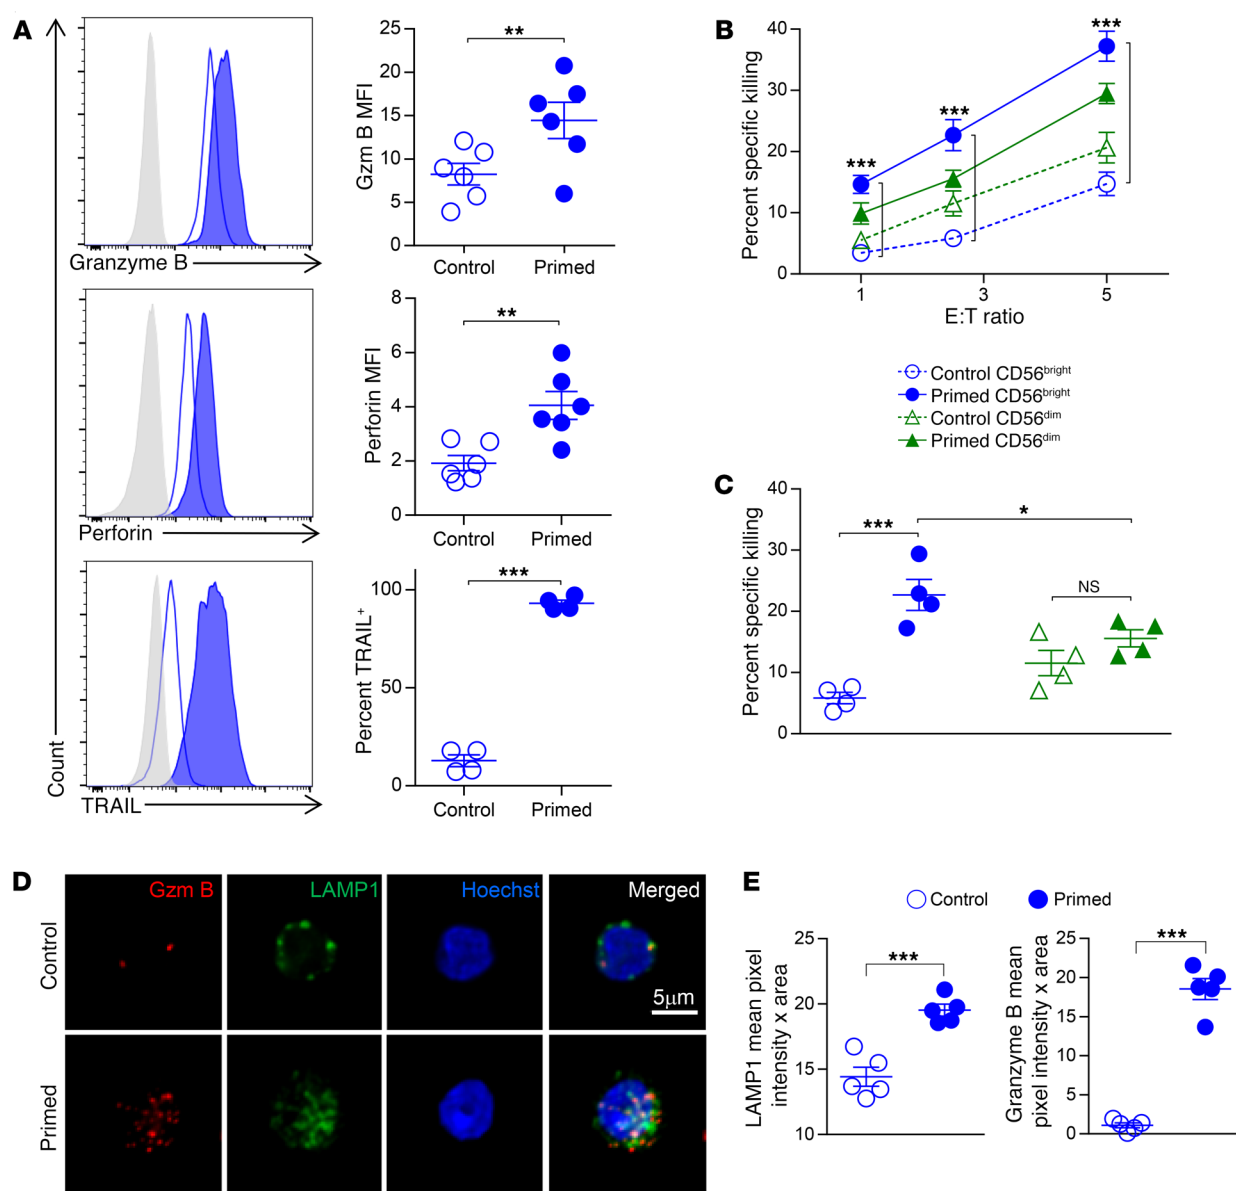 A
Count
Granzyme B
Gzm B MFI
25
20
15
10
5
0
**
Control
Primed
Perforin
Perforin MFI
8
6
4
2
0
**
Control
Primed
TRAIL
Percent TRAIL+
100
50
0
***
Control
Primed
B
Percent specific killing
40
30
20
10
0
***
***
***
1
3
5
E:T ratio
Control CD56bright
Primed CD56bright
Control CD56dim
Primed CD56dim
C
Percent specific killing
40
30
20
10
0
***
*
NS
D
Gzm B
LAMP1
Hoechst
Merged
Control
5μm
Primed
E
Control
Primed
LAMP1 mean pixel
intensity x area
25
20
15
10
***
Granzyme B mean
pixel intensity x area
25
20
15
10
5
0
***